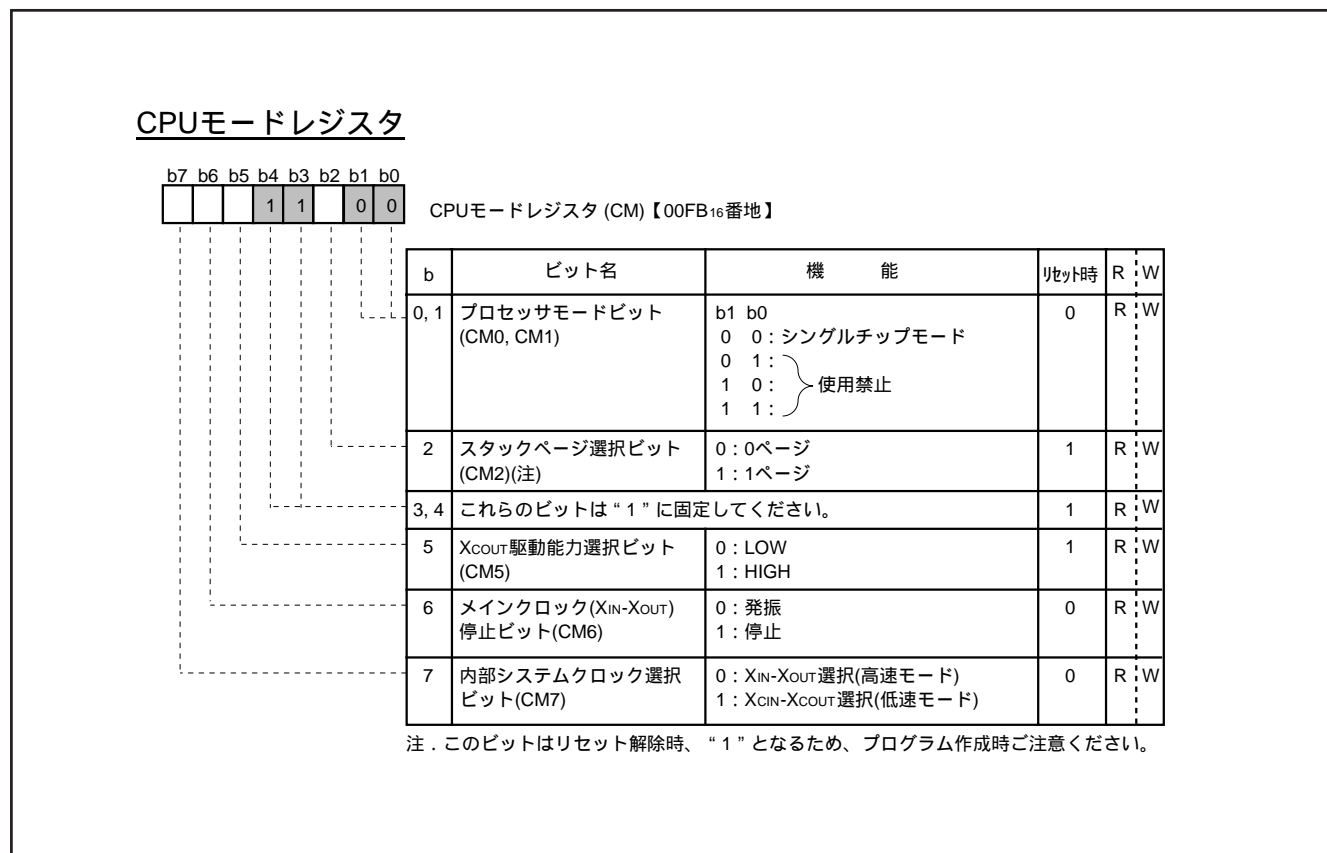 CPUモードレジスタ
b7 b6 b5 b4 b3 b2 b1 b0
1 1 0 0
CPUモードレジスタ (CM)【00FB16番地】
b ビット名 機 能 リセット時 R W
0, 1 プロセッサモードビット b1 b0 0 R W
(CM0, CM1) 0 0：シングルチップモード
0 1：
1 0： 使用禁止
1 1：
2 スタックページ選択ビット 0：0ページ 1 R W
(CM2)(注) 1：1ページ
3, 4 これらのビットは“1”に固定してください。 1 R W
5 XCOUT駆動能力選択ビット 0：LOW 1 R W
(CM5) 1：HIGH
6 メインクロック(XIN-XOUT) 0：発振 0 R W
停止ビット(CM6) 1：停止
7 内部システムクロック選択 0：XIN-XOUT選択(高速モード) 0 R W
ビット(CM7) 1：XCIN-XCOUT選択(低速モード)
注．このビットはリセット解除時、“1”となるため、プログラム作成時ご注意ください。